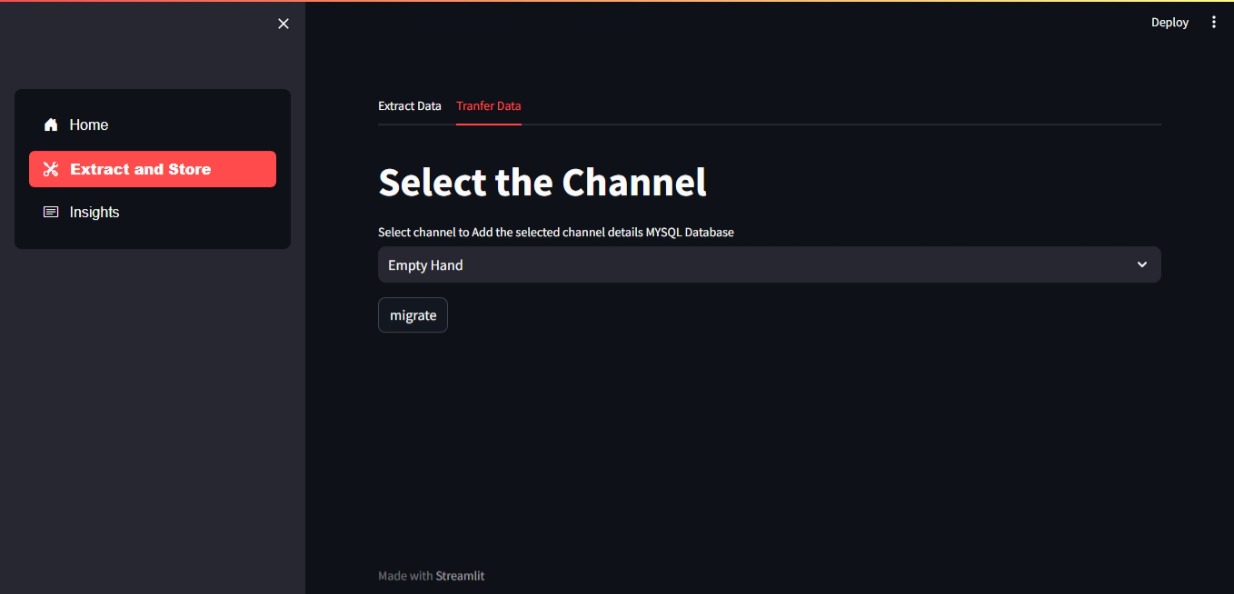 Deploy
Home
Extract and Store
Insights
Extract Data Tranfer Data
Select the Channel
Select channel to Add the selected channel details MYSQL Database
Empty Hand
migrate
Made with Streamlit